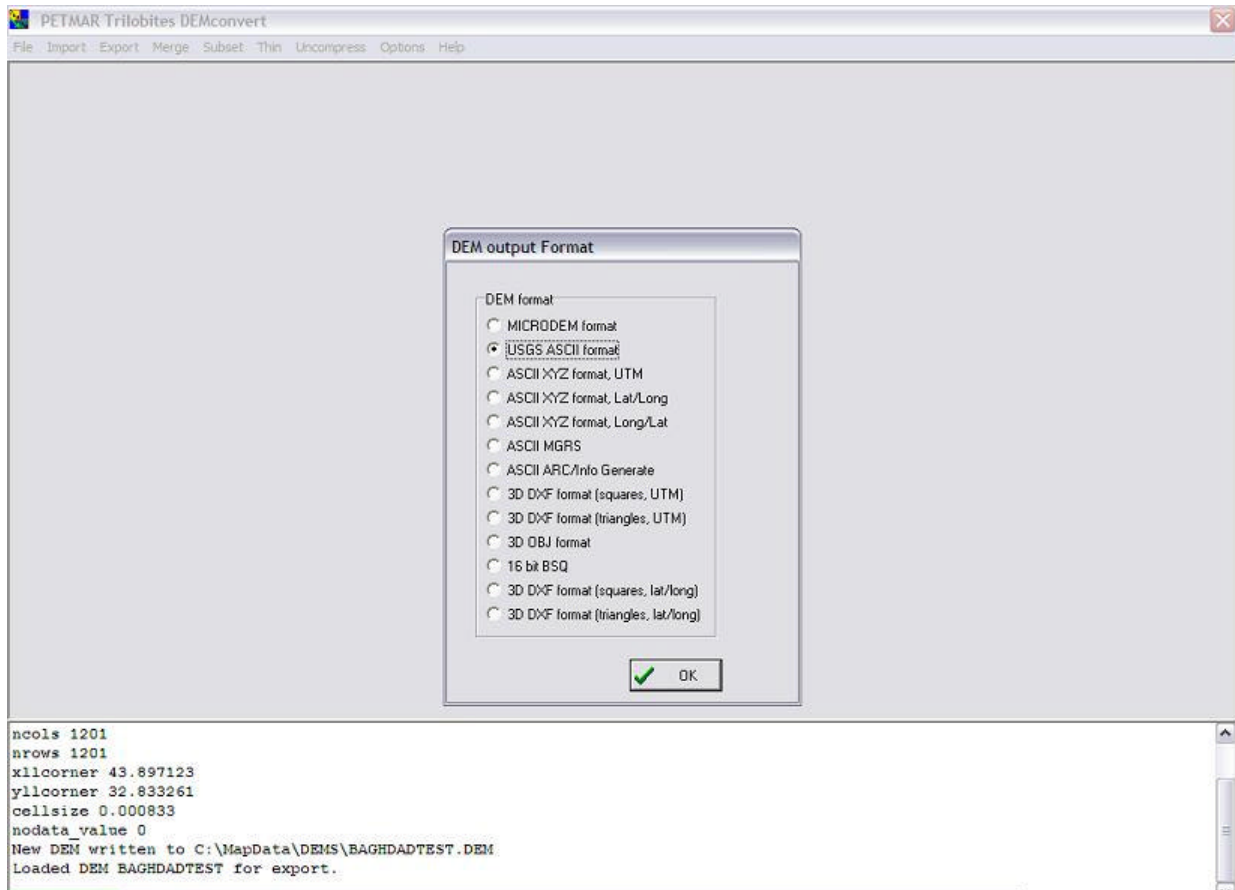 PETMAR Trilobites DEMconvert
File Import Export Merge Subset Thin Uncompress Options Help
DEM output Format
DEM format
MICRODEM format
USGS ASCII format
ASCII XYZ format, UTM
ASCII XYZ format, Lat/Long
ASCII XYZ format, Long/Lat
ASCII MGRS
ASCII ARC/Info Generate
3D DXF format (squares, UTM)
3D DXF format (triangles, UTM)
3D OBJ format
16 bit BSQ
3D DXF format (squares, lat/long)
3D DXF format (triangles, lat/long)
OK
ncols 1201
nrows 1201
xllcorner 43.897123
yllcorner 32.833261
cellsize 0.000833
nodata_value 0
New DEM written to C:\MapData\DEMS\BAGHDADTEST.DEM
Loaded DEM BAGHDADTEST for export.